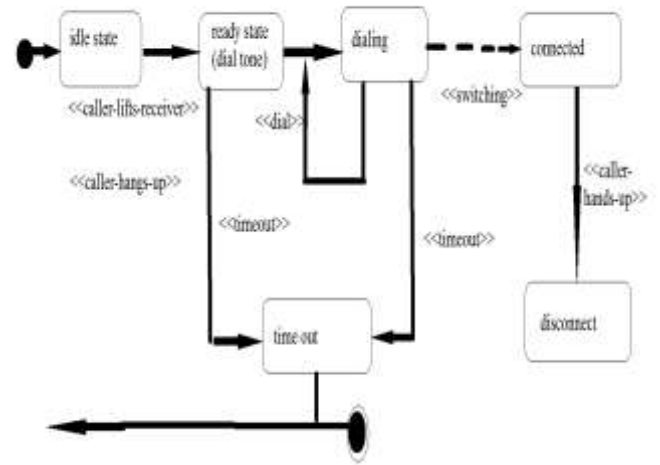 idle state
ready state
(dial tone)
dialing
connected
<<caller-lifts-receiver>>
<<dial>>
<<switching>>
<<caller-hangs-up>>
<<caller-
hands-up>>
<<timeout>>
<<timeout>>
time out
disconnect